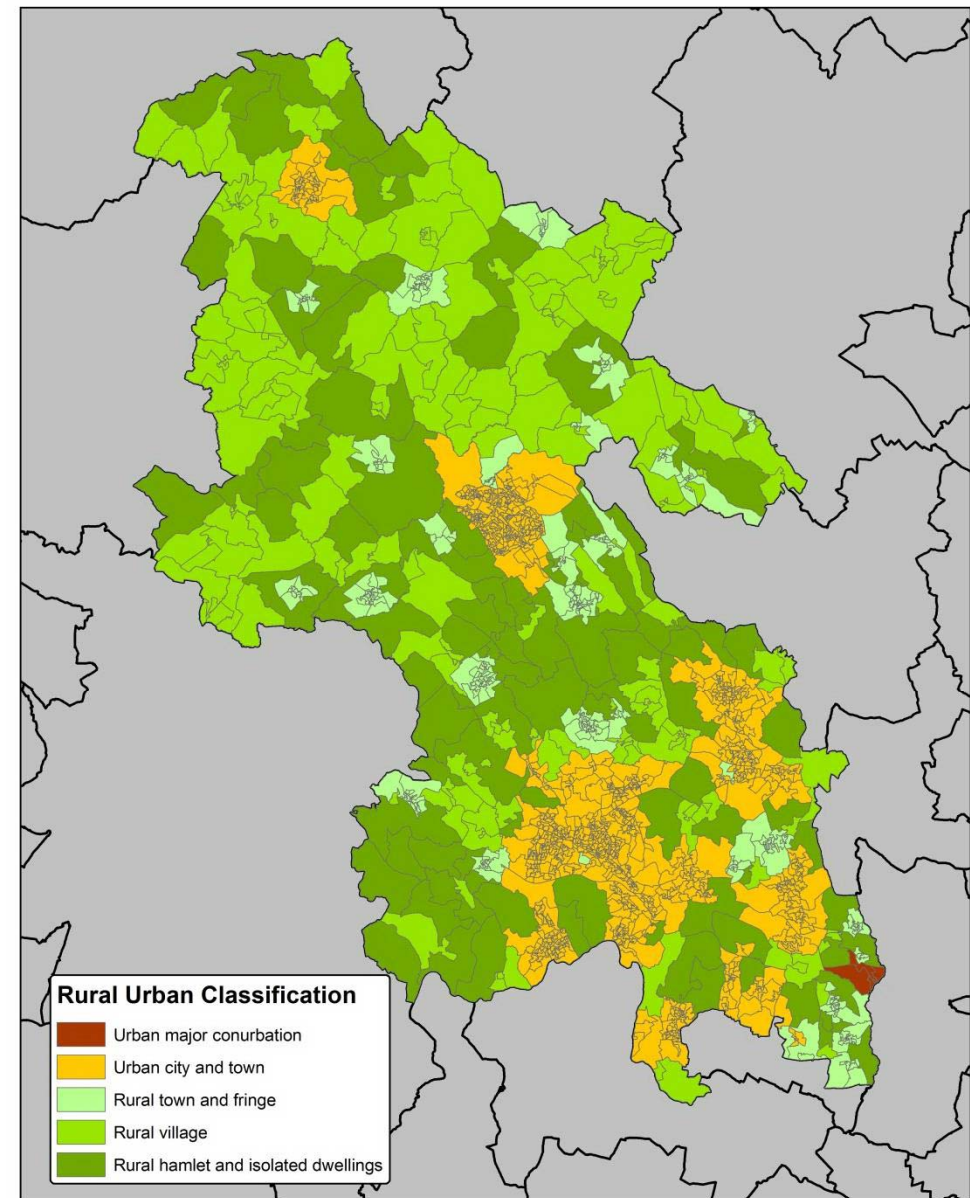 Rural Urban Classification
Urban major conurbation
Urban city and town
Rural town and fringe
Rural village
Rural hamlet and isolated dwellings